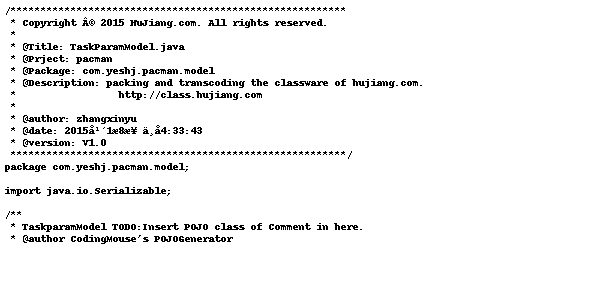 /********************************************************
 * Copyright Â© 2015 HuJiang.com. All rights reserved.
 *
 * @Title: TaskParamModel.java
 * @Prject: pacman
 * @Package: com.yeshj.pacman.model
 * @Description: packing and transcoding the classware of hujiang.com.
 *                 http://class.hujiang.com
 *
 * @author: zhangxinyu
 * @date: 2015å¹´1æ8æ¥ ä¸å4:33:43
 * @version: V1.0
 ********************************************************/
package com.yeshj.pacman.model;

import java.io.Serializable;

/**
 * TaskparamModel TODO:Insert POJO class of Comment in here.
 * @author CodingMouse's POJOGenerator